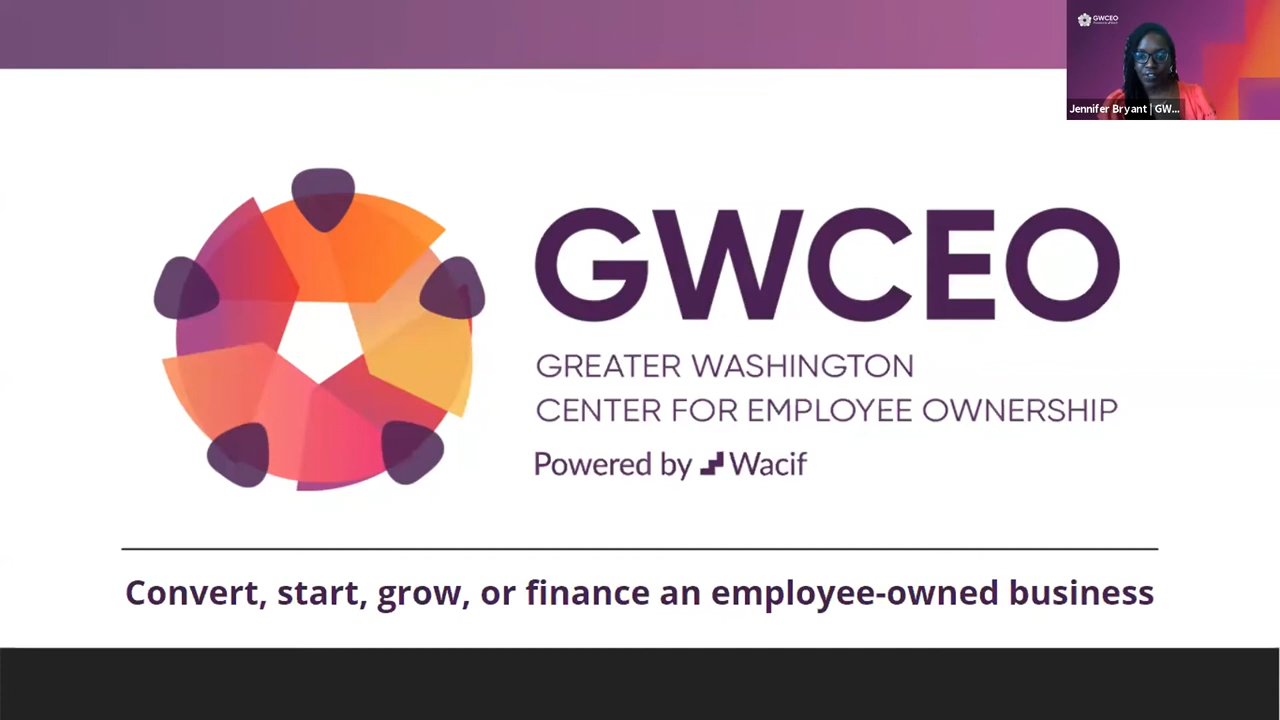 GWCEO
Jennifer Bryant | GW...
GWCEO
GREATER WASHINGTON
CENTER FOR EMPLOYEE OWNERSHIP
Powered by Wacif
Convert, start, grow, or finance an employee-owned business